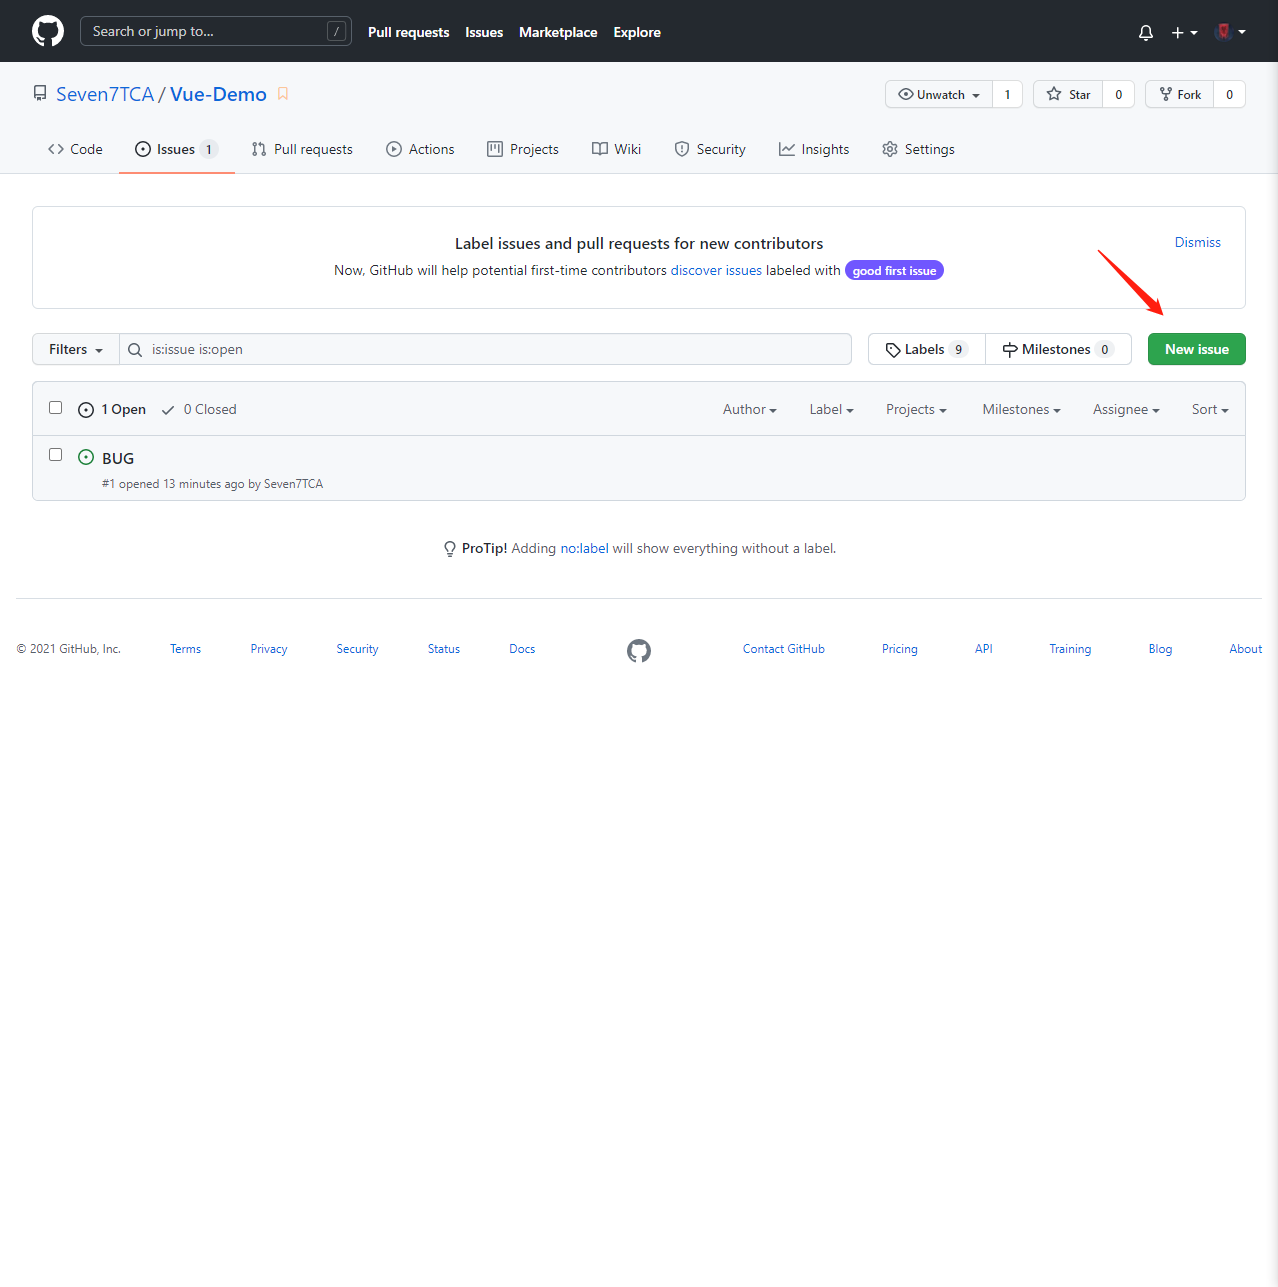 Search or jump to... / Pull requests Issues Marketplace Explore
Seven7TCA / Vue-Demo Unwatch 1 Star 0 Fork 0
Code Issues 1 Pull requests Actions Projects Wiki Security Insights Settings
Label issues and pull requests for new contributors Dismiss
Now, GitHub will help potential first-time contributors discover issues labeled with good first issue
Filters is:issue is:open Labels 9 Milestones 0 New issue
1 Open 0 Closed Author Label Projects Milestones Assignee Sort
BUG
#1 opened 13 minutes ago by Seven7TCA
ProTip! Adding no:label will show everything without a label.
© 2021 GitHub, Inc. Terms Privacy Security Status Docs Contact GitHub Pricing API Training Blog About